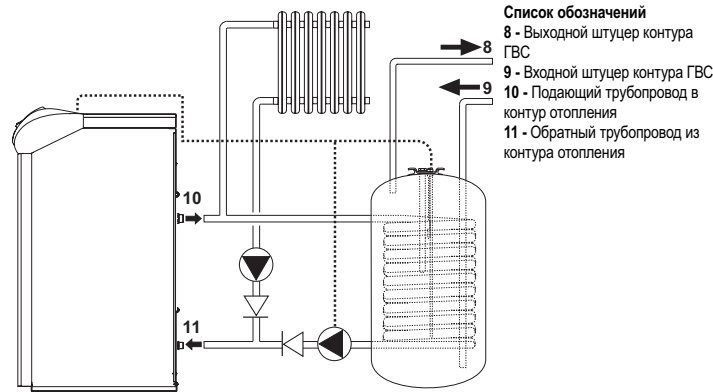 Список обозначений
8 - Выходной штуцер контура
ГВС
9 - Входной штуцер контура ГВС
10 - Подающий трубопровод в
контур отопления
11 - Обратный трубопровод из
контура отопления
8
9
10
11